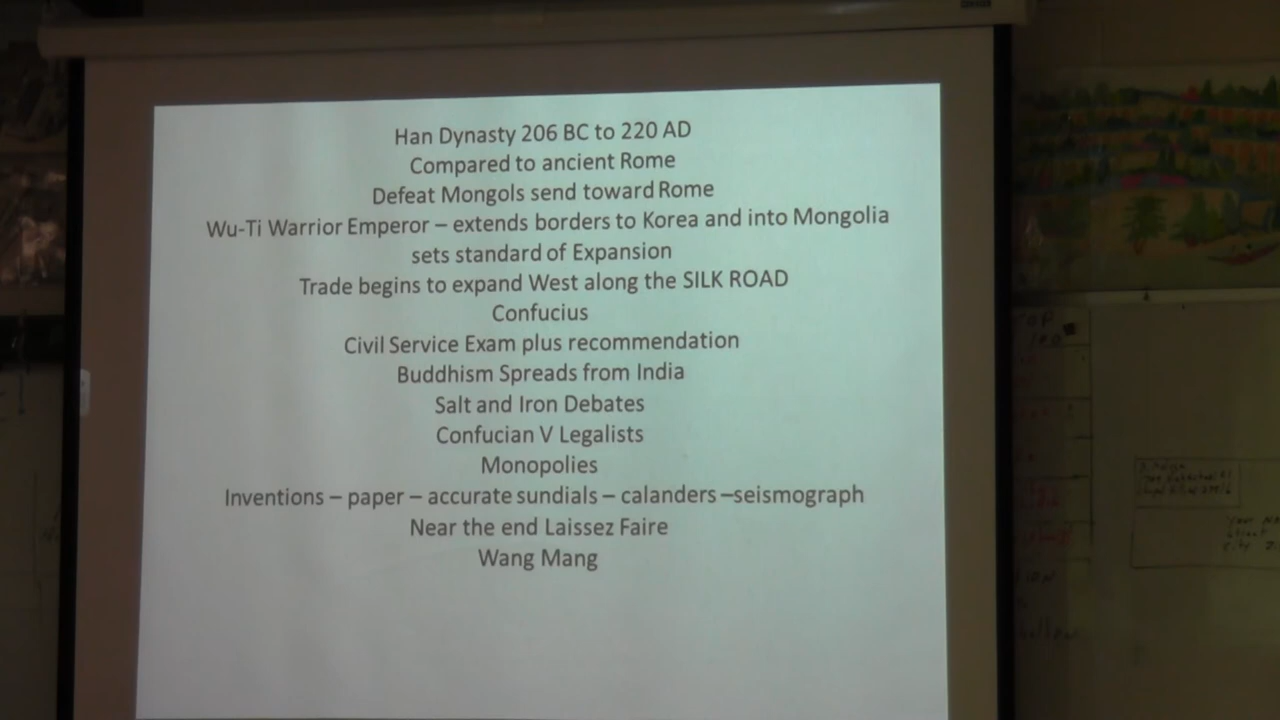 Han Dynasty 206 BC to 220 AD
Compared to ancient Rome
Defeat Mongols send toward Rome
Wu-Ti Warrior Emperor – extends borders to Korea and into Mongolia
sets standard of Expansion
Trade begins to expand West along the SILK ROAD
Confucius
Civil Service Exam plus recommendation
Buddhism Spreads from India
Salt and Iron Debates
Confucian V Legalists
Monopolies
Inventions – paper – accurate sundials – calanders –seismograph
Near the end Laissez Faire
Wang Mang